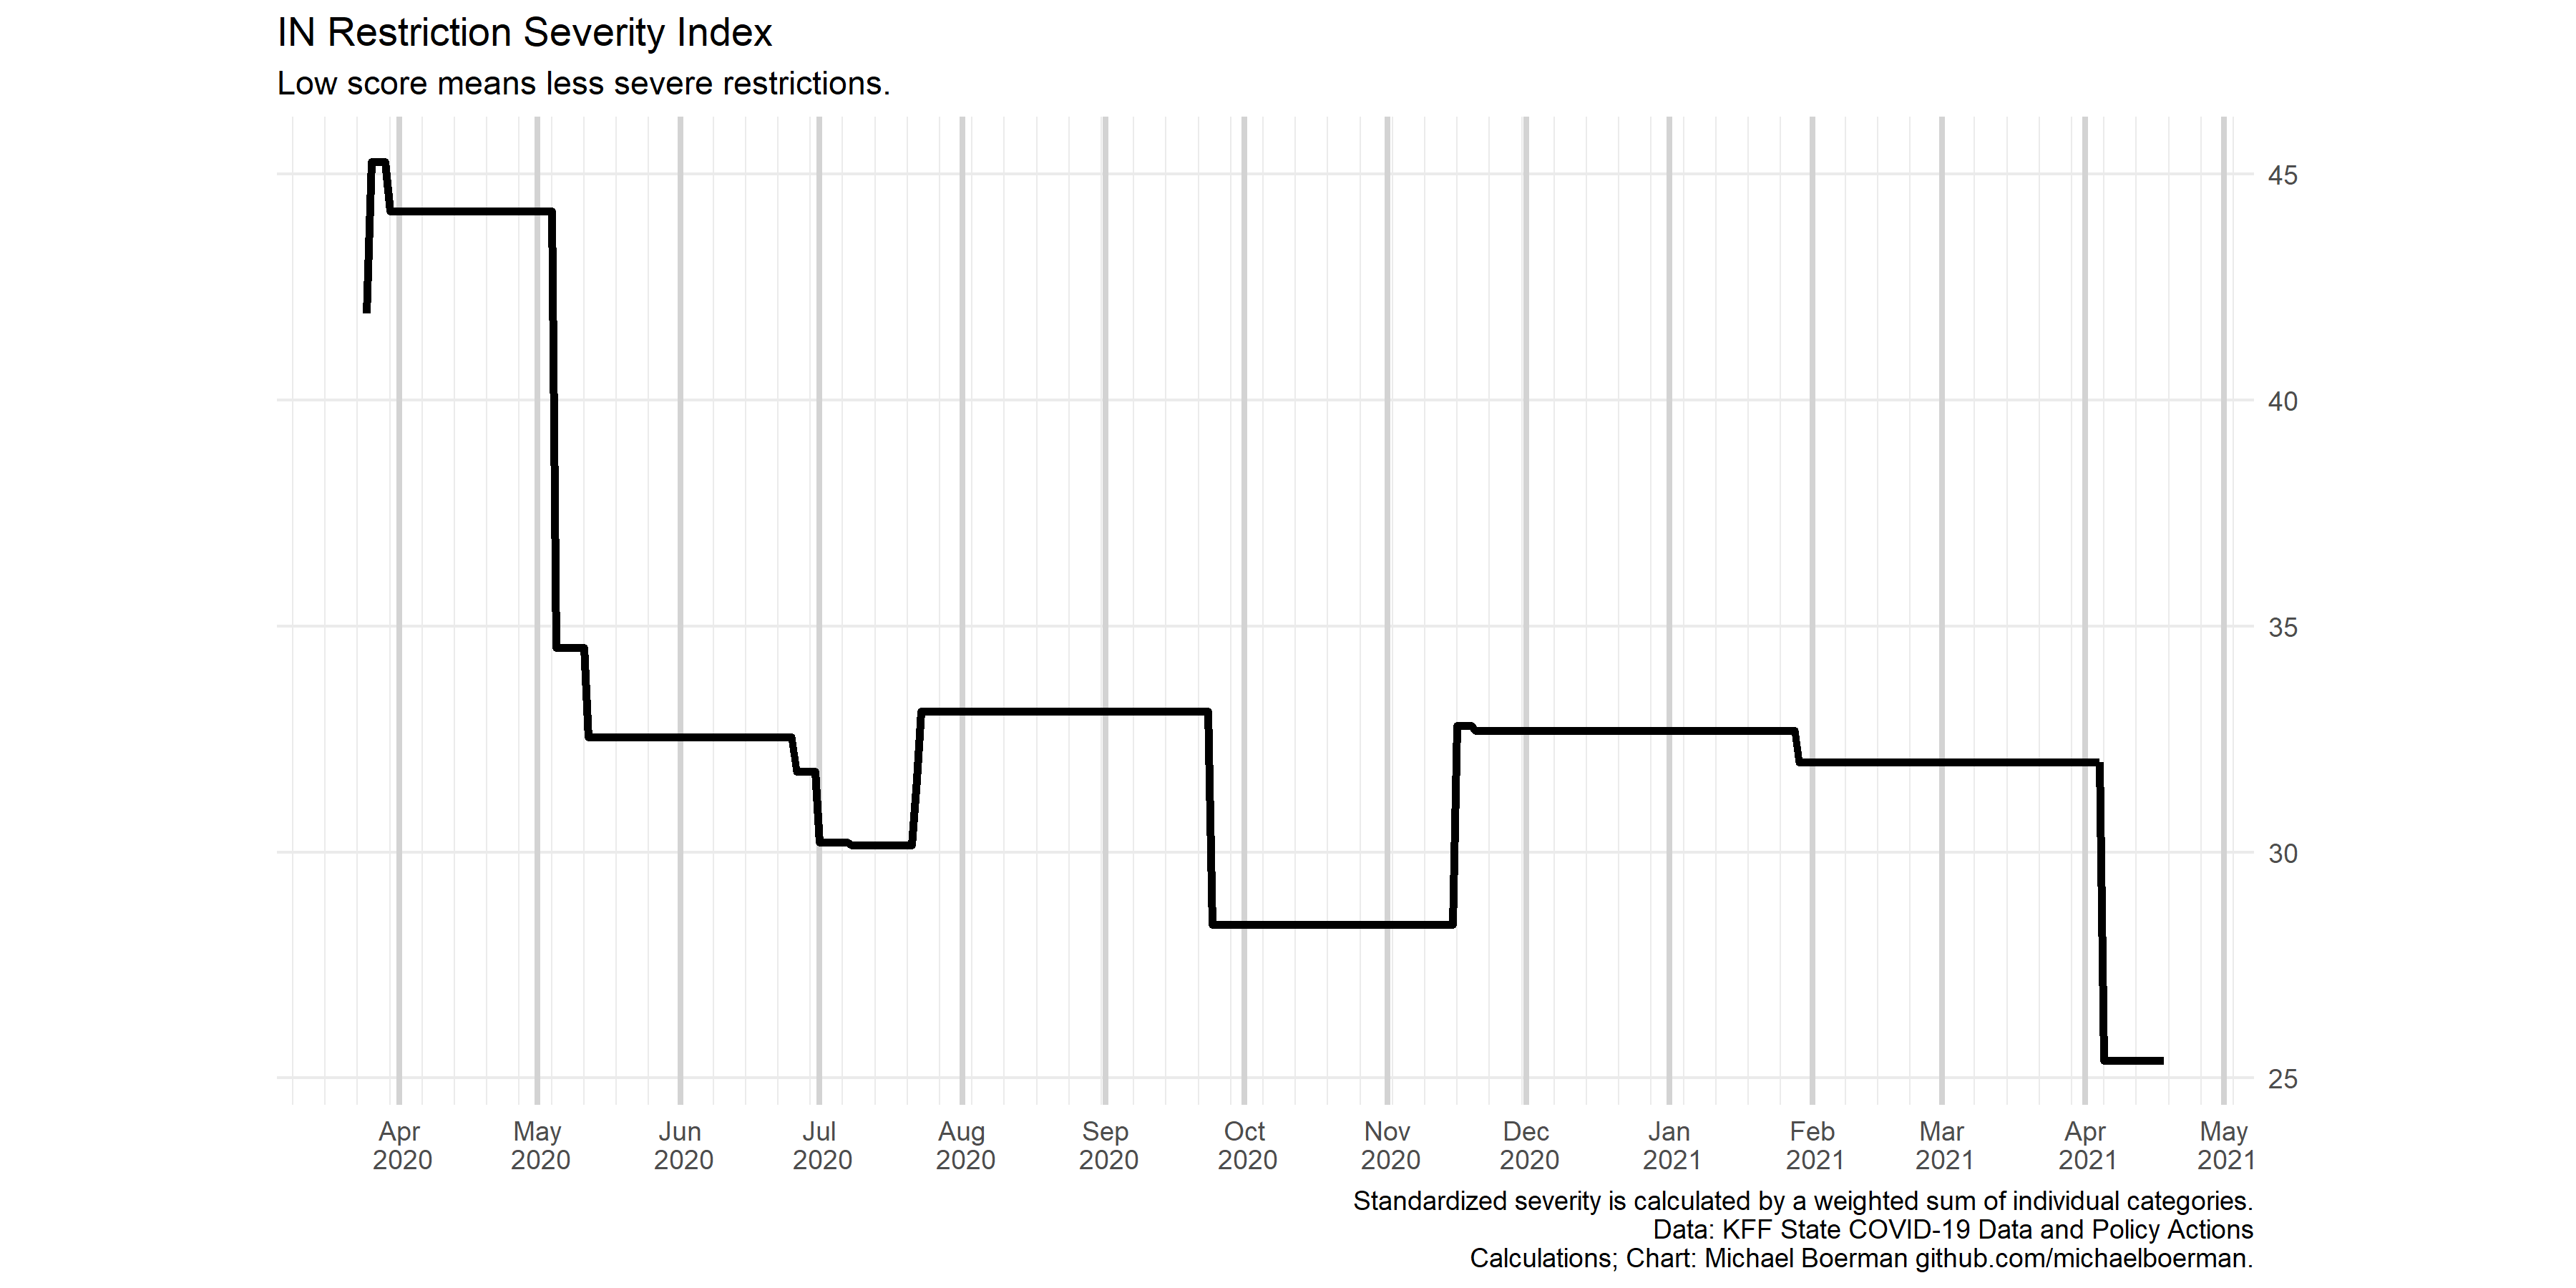 IN Restriction Severity Index
Low score means less severe restrictions.
45
40
35
30
25
Apr May Jun Jul Aug Sep Oct Nov Dec Jan Feb Mar Apr May
2020 2020 2020 2020 2020 2020 2020 2020 2020 2021 2021 2021 2021 2021
Standardized severity is calculated by a weighted sum of individual categories.
Data: KFF State COVID-19 Data and Policy Actions
Calculations; Chart: Michael Boerman github.com/michaelboerman.